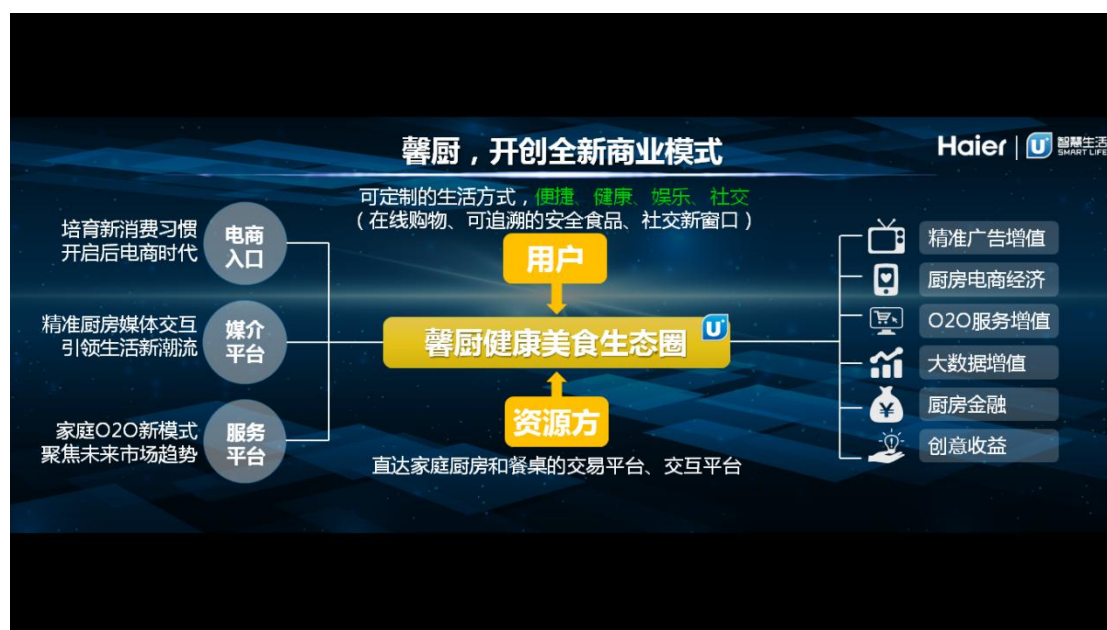 馨厨，开创全新商业模式
Haier | U+ 智慧生活
SMART LIFE
可定制的生活方式，便捷、健康、娱乐、社交
（在线购物、可追溯的安全食品、社交新窗口）
用户
馨厨健康美食生态圈
U+
资源方
直达家庭厨房和餐桌的交易平台、交互平台
培育新消费习惯
开启后电商时代
电商
入口
精准厨房媒体交互
引领生活新潮流
媒介
平台
家庭O2O新模式
聚焦未来市场趋势
服务
平台
精准广告增值
厨房电商经济
O2O服务增值
大数据增值
厨房金融
创意收益